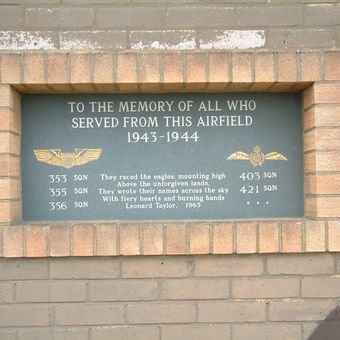 TO THE MEMORY OF ALL WHO
SERVED FROM THIS AIRFIELD
1943-1944
353 SQN
355 SQN
356 SQN
They raced the eagles, mounting high
Above the unforgiven lands,
They wrote their names across the sky
With fiery hearts and burning hands
Leonard Taylor, 1963
403 SQN
421 SQN
• • •